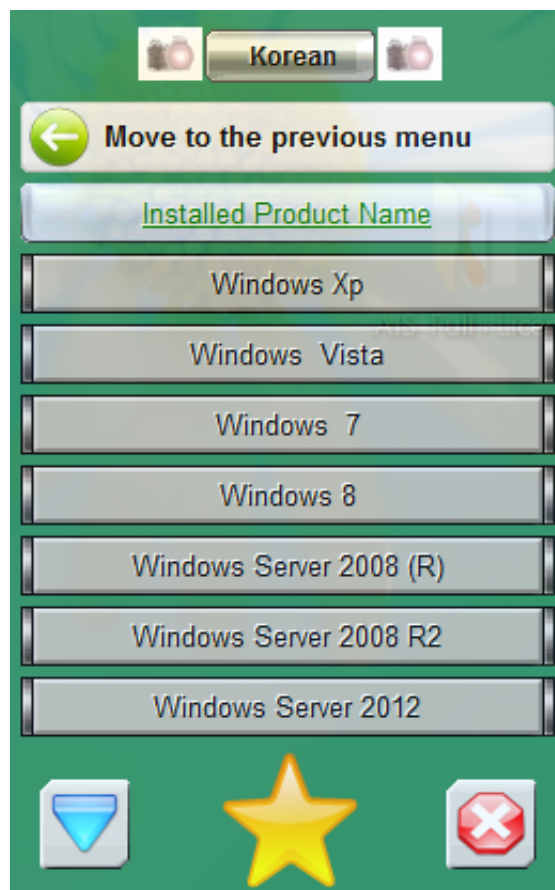 Korean
Move to the previous menu
Installed Product Name
Windows Xp
Windows  Vista
Windows  7
Windows 8
Windows Server 2008 (R)
Windows Server 2008 R2
Windows Server 2012